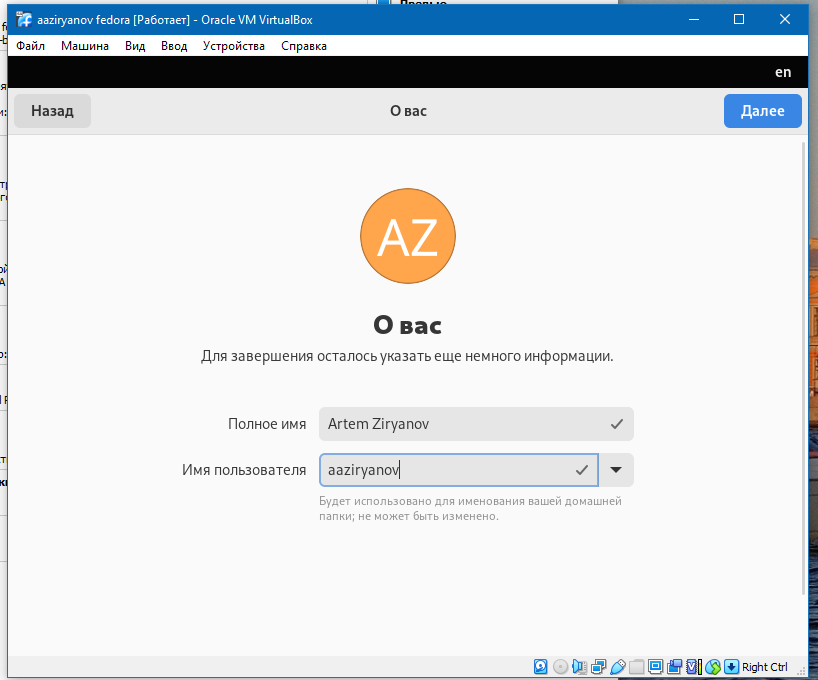 aaziryanov fedora [Работает] - Oracle VM VirtualBox
Файл Машина Вид Ввод Устройства Справка
en
Назад О вас Далее
AZ
О вас
Для завершения осталось указать еще немного информации.
Полное имя Artem Ziryanov
Имя пользователя aaziryanov
Будет использовано для именования вашей домашней
папки; не может быть изменено.
Right Ctrl